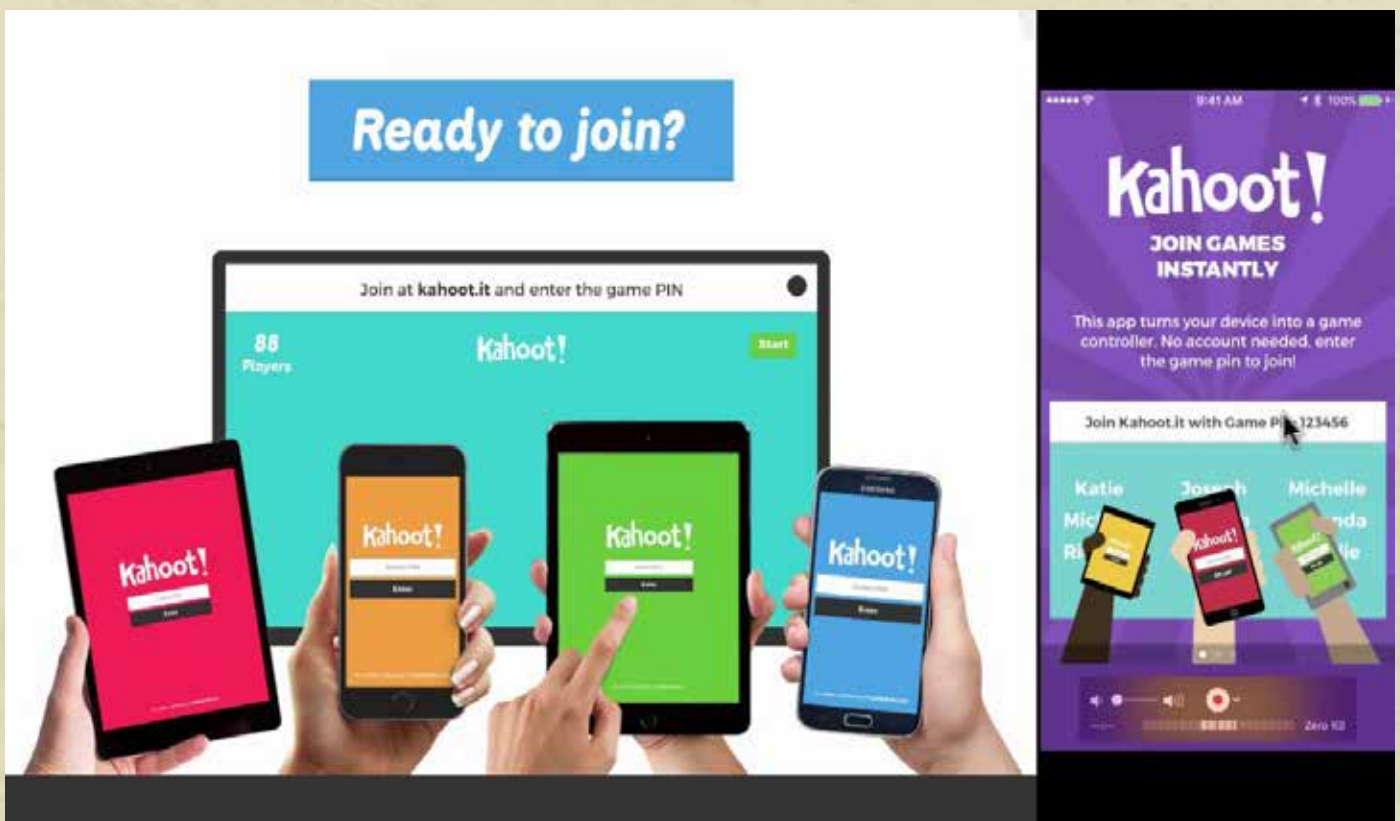 Ready to join?
Join at kahoot.it and enter the game PIN
88
Players
Kahoot!
Start
Kahoot!
Enter
Kahoot!
Enter
Kahoot!
Enter
Kahoot!
Enter
9:41 AM
100%
Kahoot!
JOIN GAMES
INSTANTLY
This app turns your device into a game
controller. No account needed, enter
the game pin to join!
Join Kahoot.it with Game 123456
Katie
Michelle
Kahoot!
Zero KB